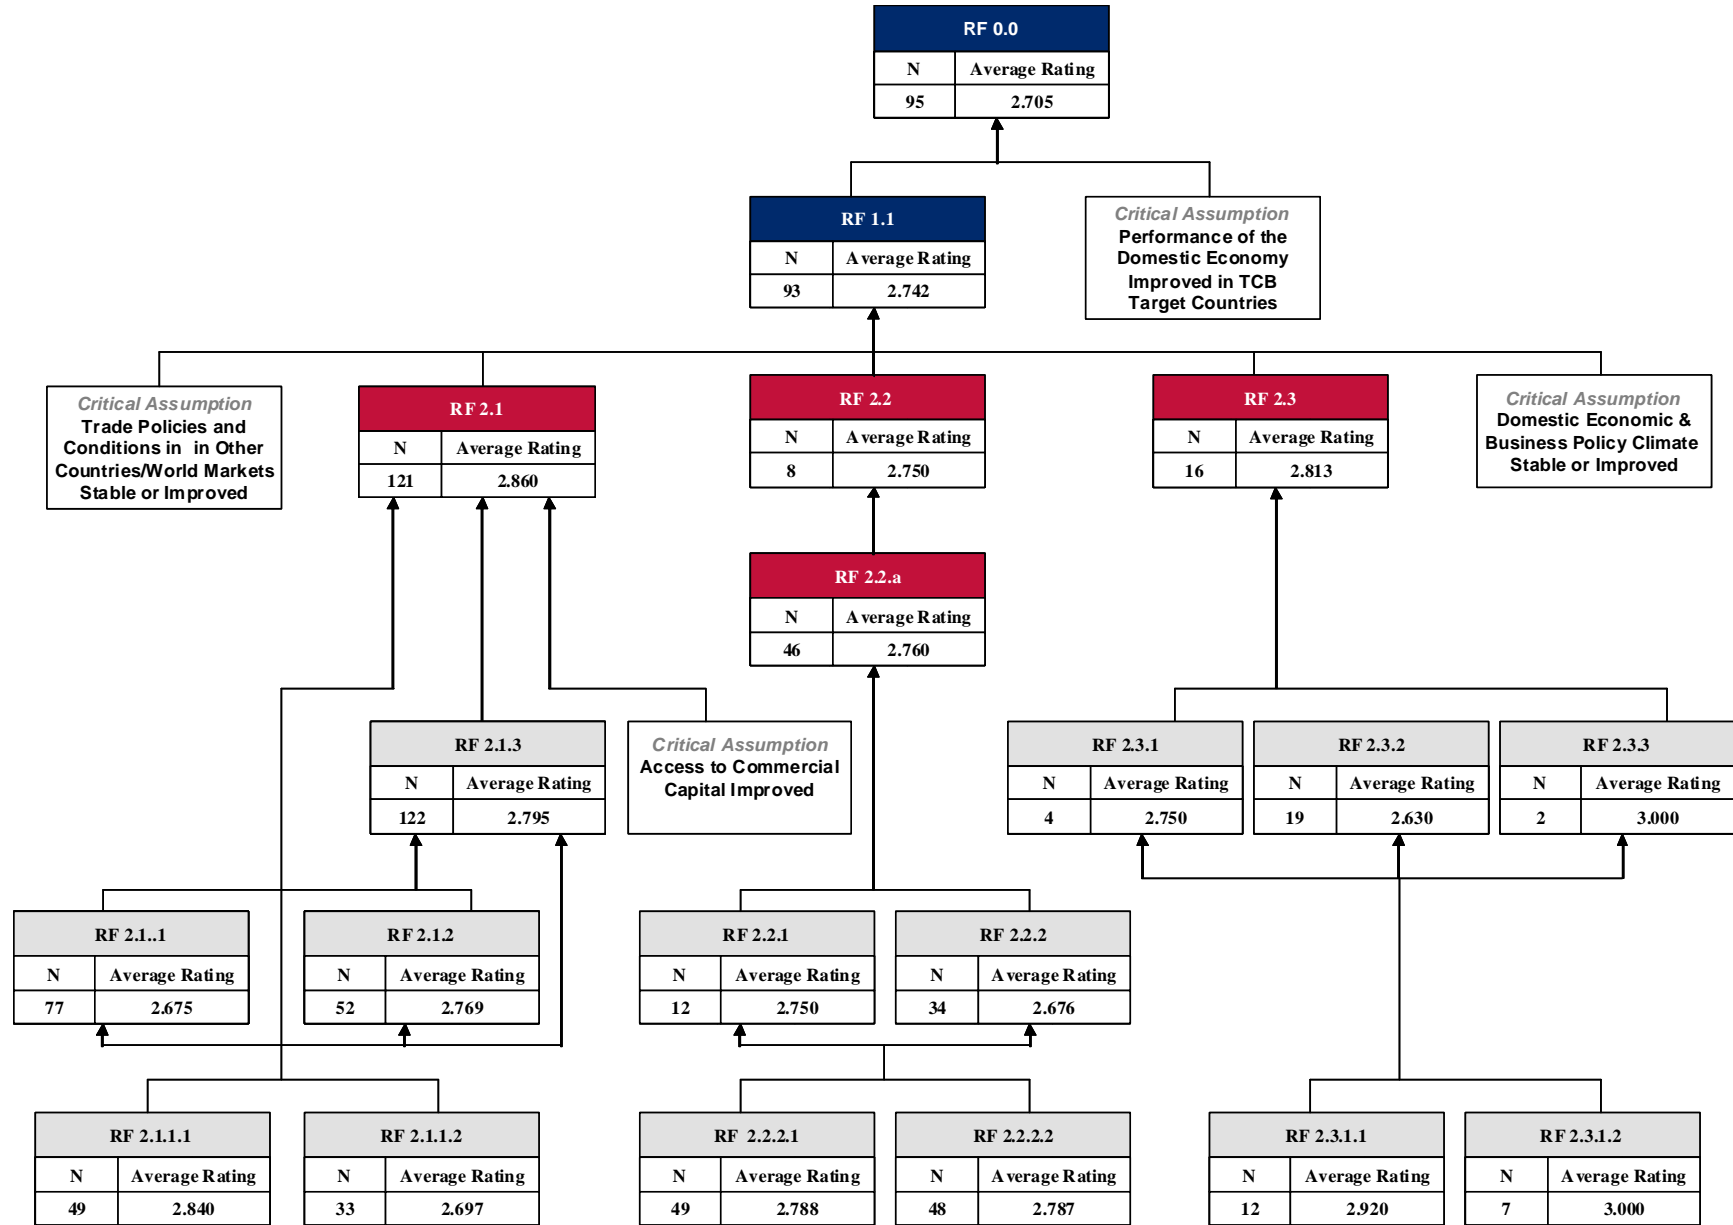 RF 0.0
N Average Rating
95 2.705
RF 1.1
N Average Rating
93 2.742
Critical Assumption
Performance of the
Domestic Economy
Improved in TCB
Target Countries
Critical Assumption
Trade Policies and
Conditions in in Other
Countries/World Markets
Stable or Improved
RF 2.1
N Average Rating
121 2.860
RF 2.2
N Average Rating
8 2.750
RF 2.3
N Average Rating
16 2.813
Critical Assumption
Domestic Economic &
Business Policy Climate
Stable or Improved
RF 2.2.a
N Average Rating
46 2.760
RF 2.1.3
N Average Rating
122 2.795
Critical Assumption
Access to Commercial
Capital Improved
RF 2.3.1
N Average Rating
4 2.750
RF 2.3.2
N Average Rating
19 2.630
RF 2.3.3
N Average Rating
2 3.000
RF 2.1..1
N Average Rating
77 2.675
RF 2.1.2
N Average Rating
52 2.769
RF 2.2.1
N Average Rating
12 2.750
RF 2.2.2
N Average Rating
34 2.676
RF 2.1.1.1
N Average Rating
49 2.840
RF 2.1.1.2
N Average Rating
33 2.697
RF 2.2.2.1
N Average Rating
49 2.788
RF 2.2.2.2
N Average Rating
48 2.787
RF 2.3.1.1
N Average Rating
12 2.920
RF 2.3.1.2
N Average Rating
7 3.000